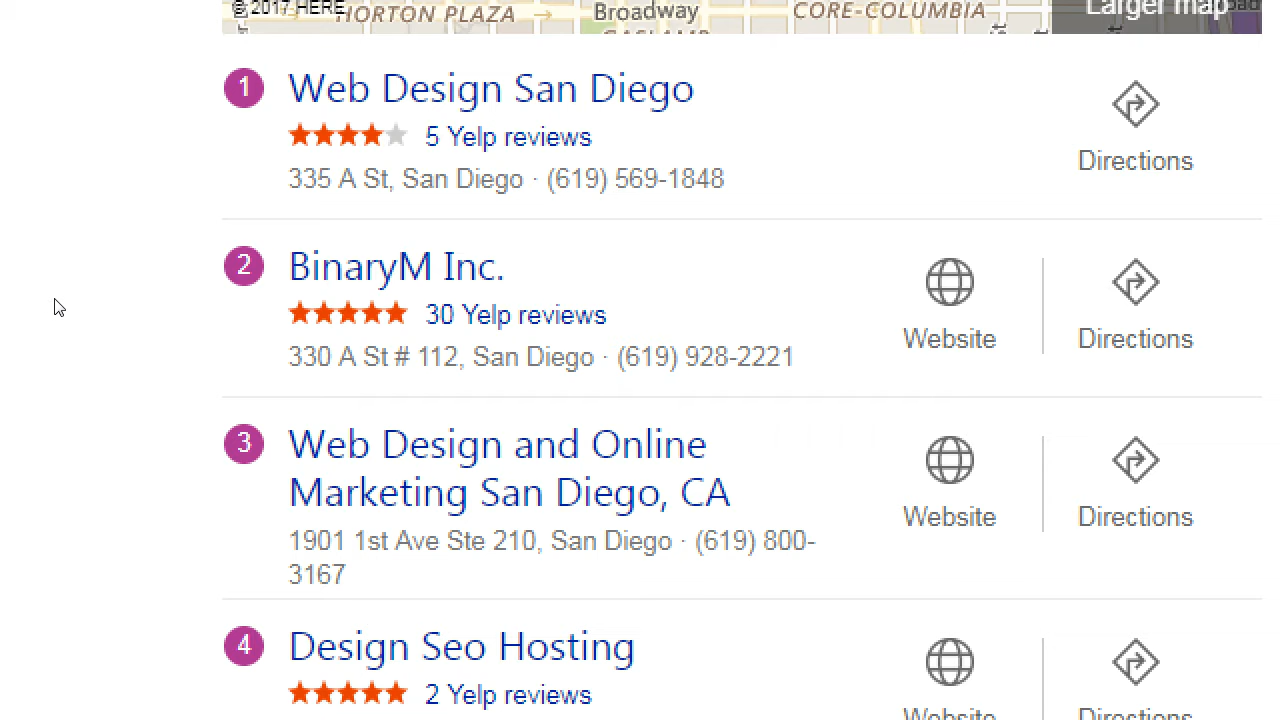 © 2017 HERE
HORTON PLAZA
Broadway
CORE-COLUMBIA
Larger map
GASLAMP
1
Web Design San Diego
5 Yelp reviews
335 A St, San Diego · (619) 569-1848
Directions
2
BinaryM Inc.
30 Yelp reviews
330 A St # 112, San Diego · (619) 928-2221
Website
Directions
3
Web Design and Online
Marketing San Diego, CA
1901 1st Ave Ste 210, San Diego · (619) 800-
3167
Website
Directions
4
Design Seo Hosting
2 Yelp reviews
Website
Directions